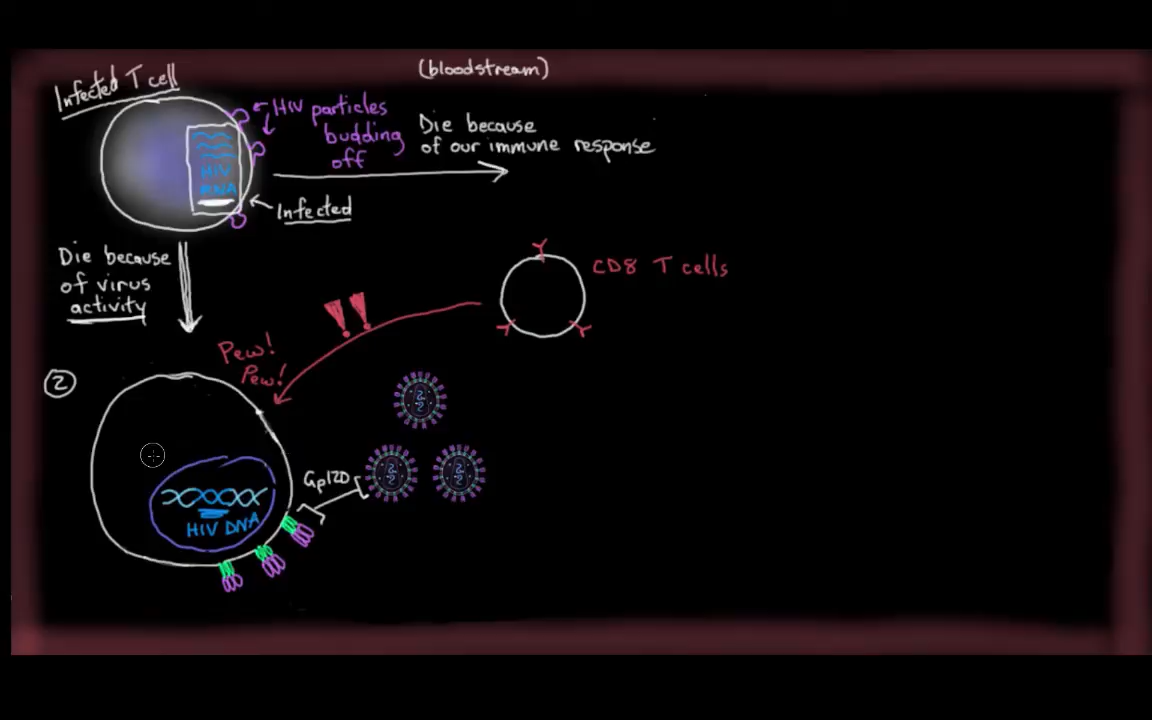 Infected T cell
(bloodstream)
HIV particles
budding
off
Die because
of our immune response
HIV
RNA
Infected
Die because
of virus
activity
CD8 T cells
!!
Pew!
Pew!
2
Gp120
HIV DNA